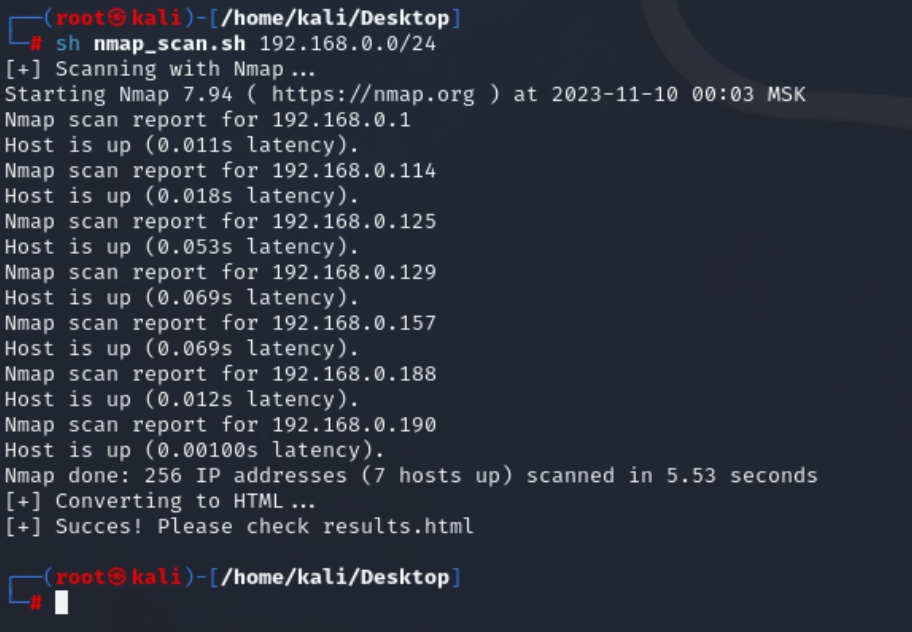 ┌──(root㉿kali)-[/home/kali/Desktop]
└─# sh nmap_scan.sh 192.168.0.0/24
[+] Scanning with Nmap...
Starting Nmap 7.94 ( https://nmap.org ) at 2023-11-10 00:03 MSK
Nmap scan report for 192.168.0.1
Host is up (0.011s latency).
Nmap scan report for 192.168.0.114
Host is up (0.018s latency).
Nmap scan report for 192.168.0.125
Host is up (0.053s latency).
Nmap scan report for 192.168.0.129
Host is up (0.069s latency).
Nmap scan report for 192.168.0.157
Host is up (0.069s latency).
Nmap scan report for 192.168.0.188
Host is up (0.012s latency).
Nmap scan report for 192.168.0.190
Host is up (0.00100s latency).
Nmap done: 256 IP addresses (7 hosts up) scanned in 5.53 seconds
[+] Converting to HTML...
[+] Succes! Please check results.html
┌──(root㉿kali)-[/home/kali/Desktop]
└─#